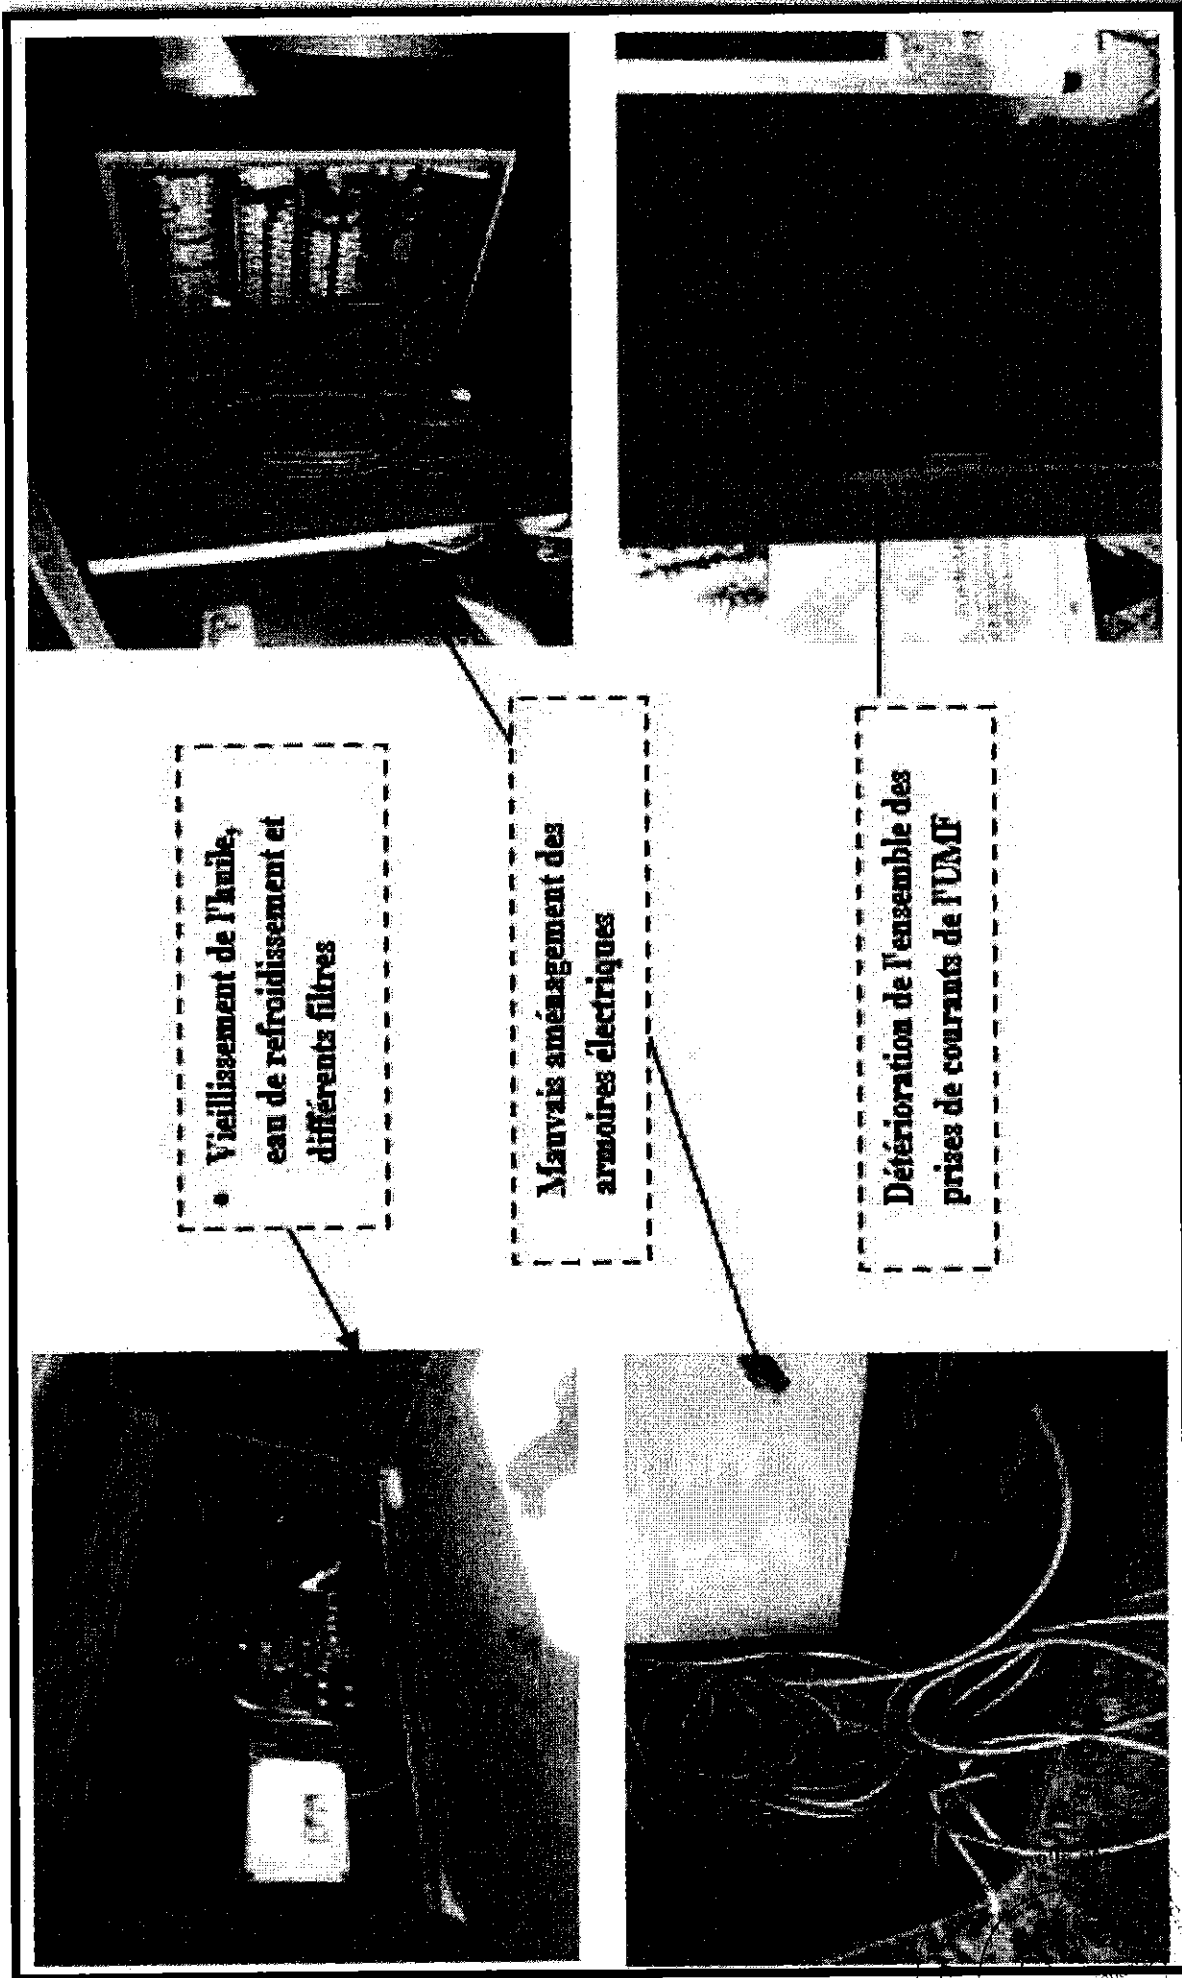 • Vieillissement de l'huile,
eau de refroidissement et
différents filtres
Mauvais aménagement des
armoires électriques
Détérioration de l'ensemble des
prises de courants de l'UMF